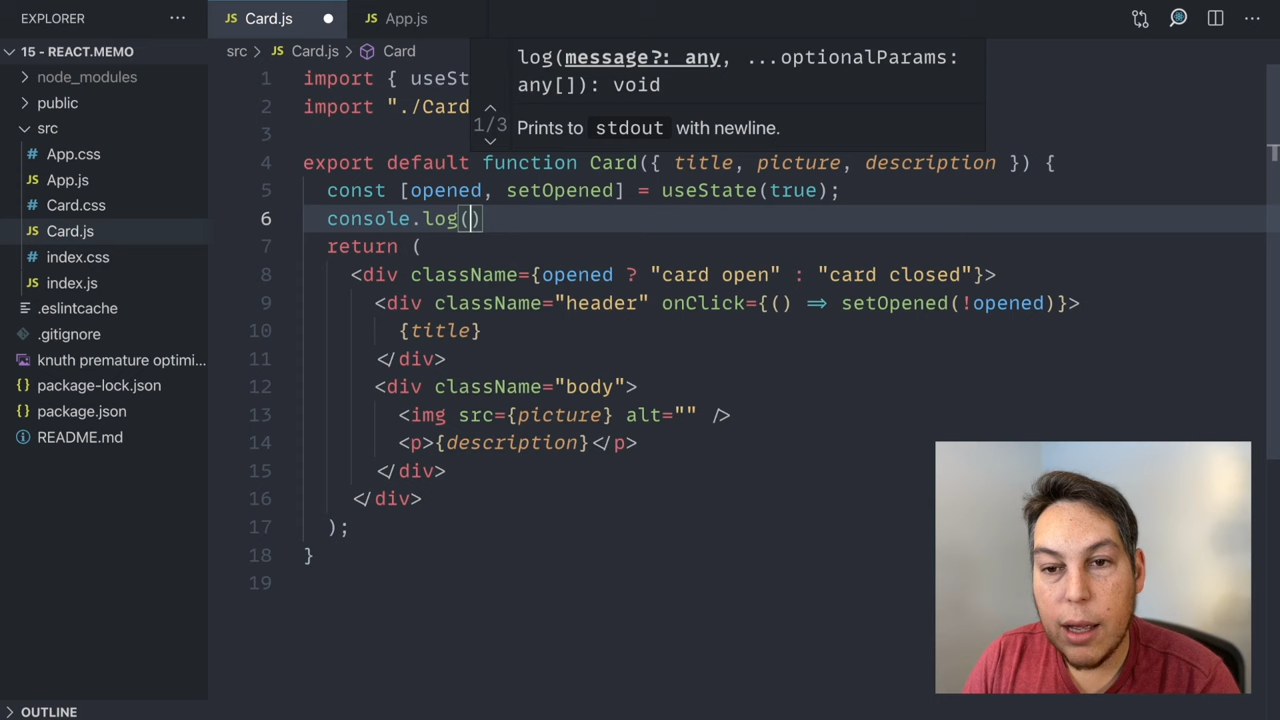 EXPLORER
15 - REACT.MEMO
node_modules
public
src
App.css
App.js
Card.css
Card.js
index.css
index.js
.eslintcache
.gitignore
knuth premature optimi...
package-lock.json
package.json
README.md
OUTLINE
JS Card.js
JS App.js
src > JS Card.js > Card
log(message?: any, ...optionalParams:
any[]): void
1/3
Prints to stdout with newline.
1 import { useSt
2 import "./Card
3
4 export default function Card({ title, picture, description }) {
5 const [opened, setOpened] = useState(true);
6 console.log()
7 return (
8 <div className={opened ? "card open" : "card closed"}>
9 <div className="header" onClick={() => setOpened(!opened)}>
10 {title}
11 </div>
12 <div className="body">
13 <img src={picture} alt="" />
14 <p>{description}</p>
15 </div>
16 </div>
17 );
18 }
19